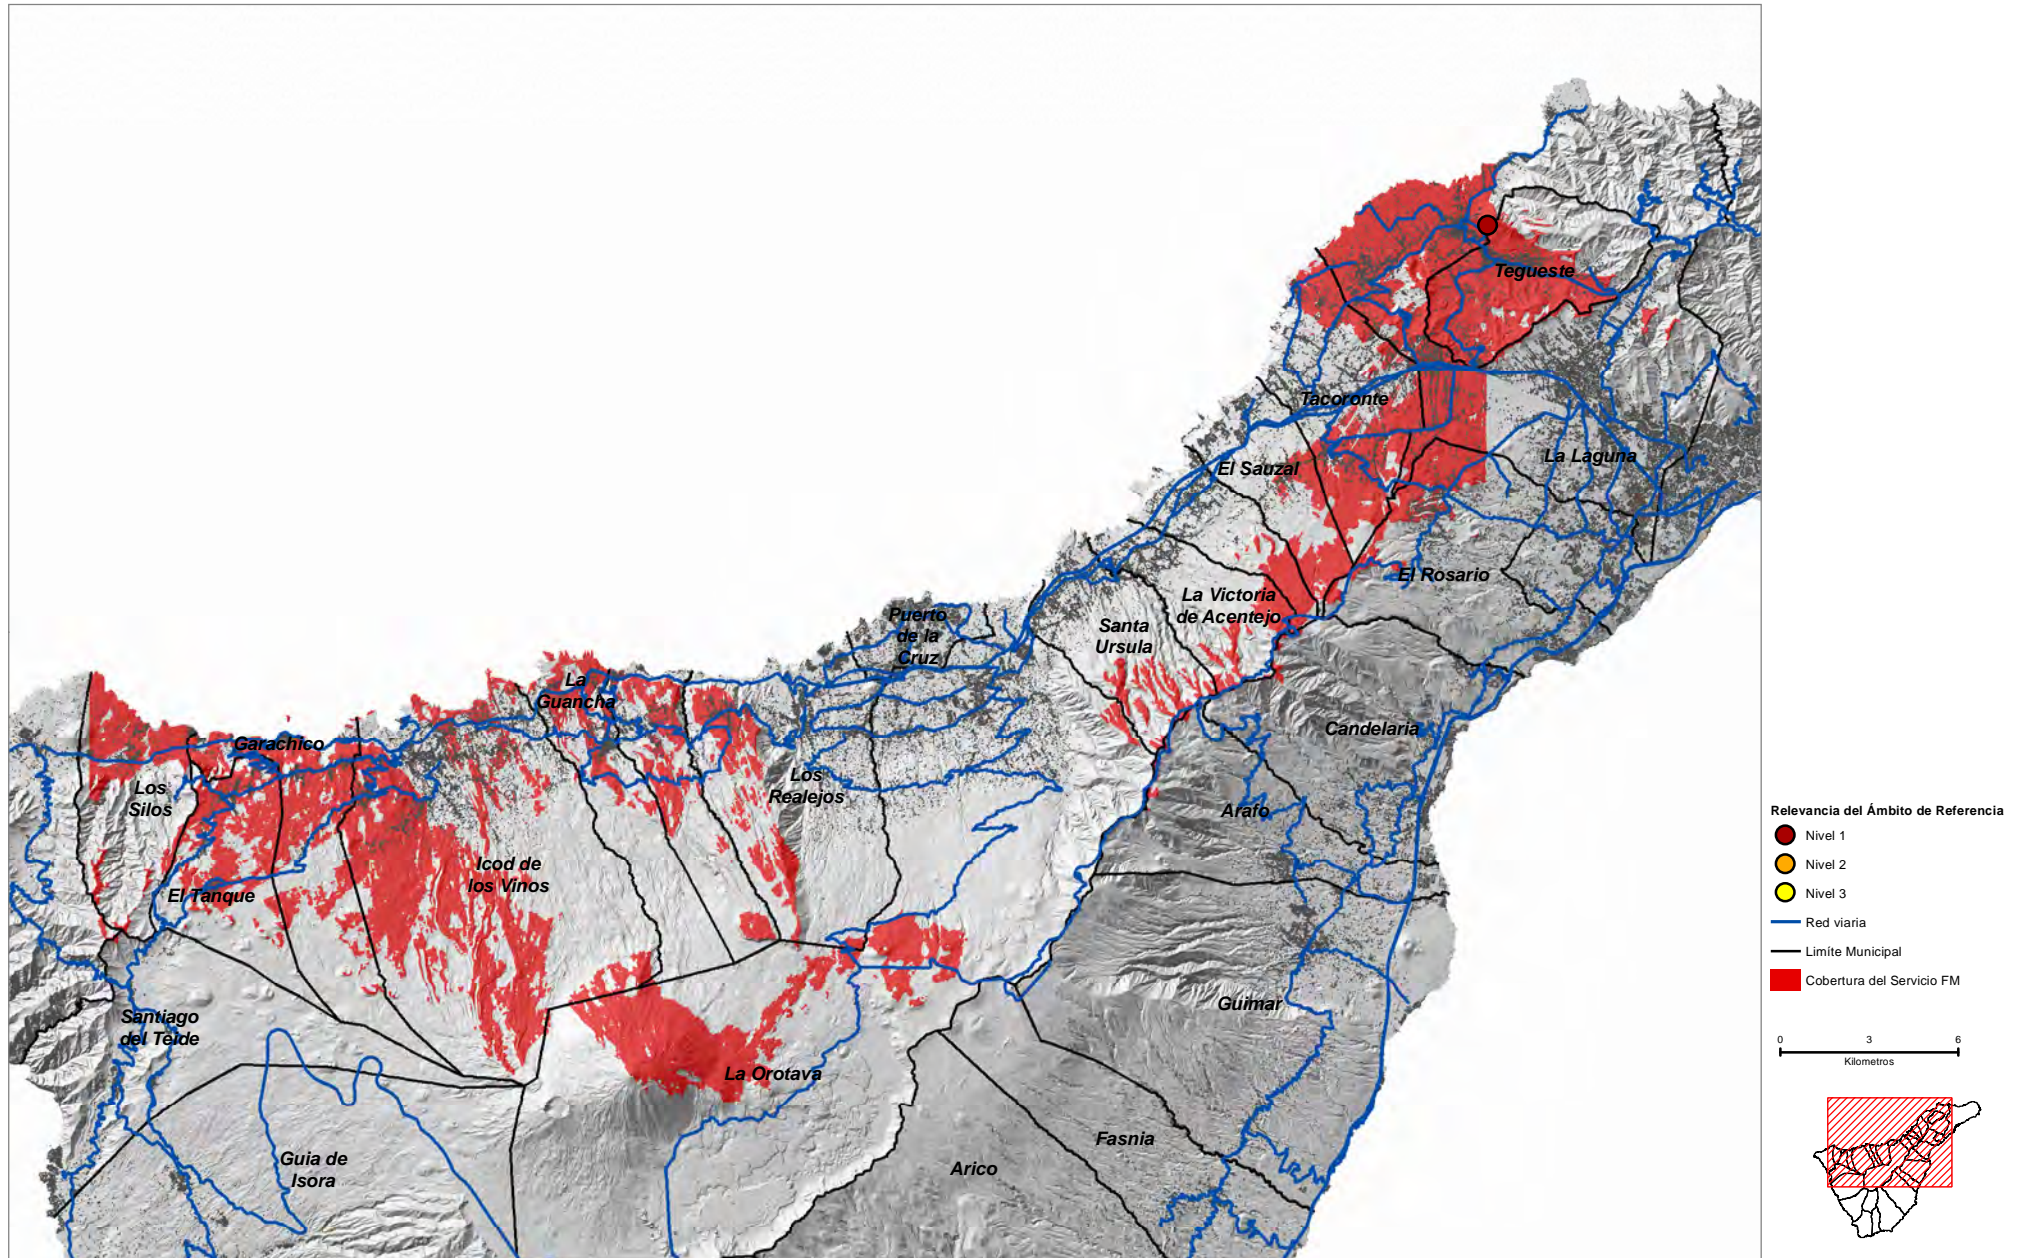 Tegueste
Tacoronte
La Laguna
El Sauzal
El Rosario
La Victoria
de Acentejo
Santa
Ursula
Puerto
de la
Cruz
La
Guancha
Candelaria
Garachico
Los
Silos
Los
Realejos
Arafo
Icod de
los Vinos
El Tanque
Guimar
Santiago
del Teide
La Orotava
Fasnia
Guia de
Isora
Arico
Relevancia del Ámbito de Referencia
Nivel 1
Nivel 2
Nivel 3
Red viaria
Limíte Municipal
Cobertura del Servicio FM
0 3 6
Kilometros